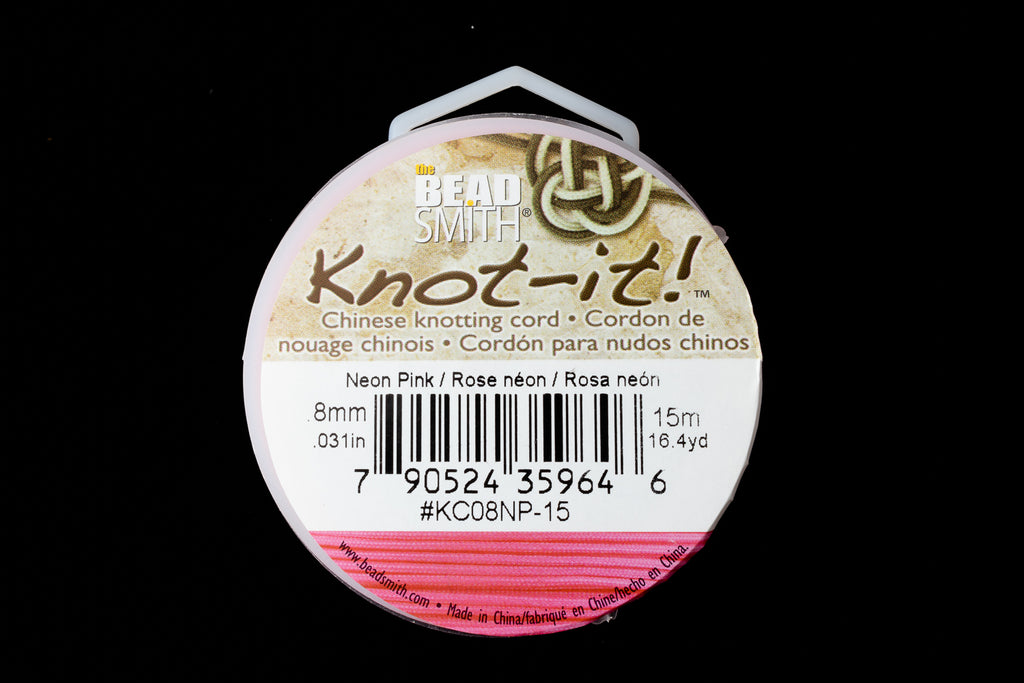 the
BEAD
SMITH®
Knot-it!™
Chinese knotting cord • Cordon de
nouage chinois • Cordón para nudos chinos
Neon Pink / Rose néon / Rosa neón
.8mm
.031in
15m
16.4yd
7 90524 35964 6
#KC08NP-15
www.beadsmith.com • Made in China/fabriqué en Chine/hecho en China.